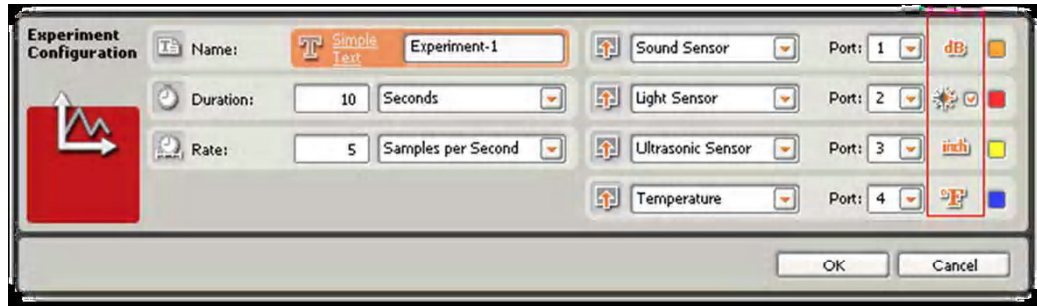 Experiment
Configuration
Name:
Simple
Text
Experiment-1
Duration:
10
Seconds
Rate:
5
Samples per Second
Sound Sensor
Port:
1
dB
Light Sensor
Port:
2
Ultrasonic Sensor
Port:
3
inch
Temperature
Port:
4
°F
OK
Cancel